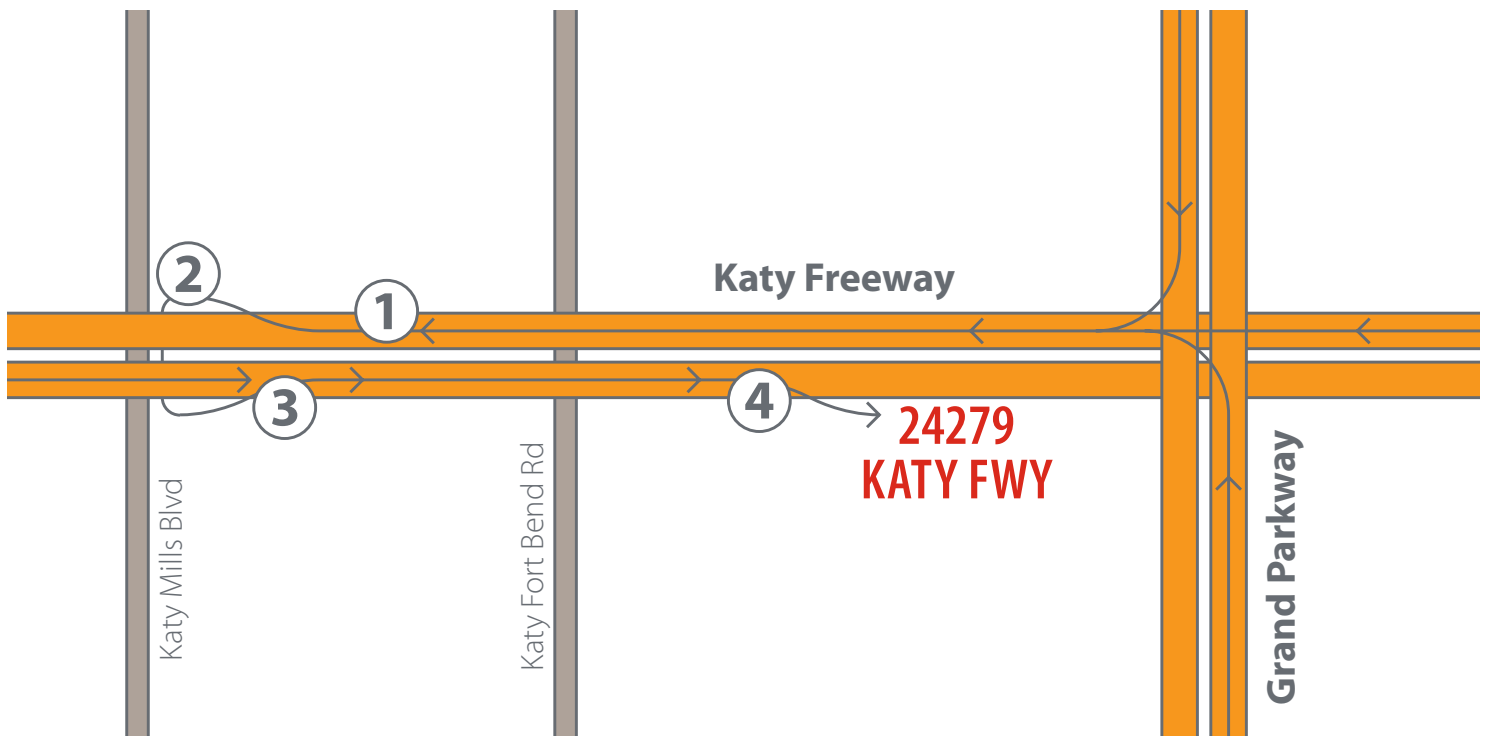 2
1
Katy Freeway
3
4
24279
KATY FWY
Katy Mills Blvd
Katy Fort Bend Rd
Grand Parkway